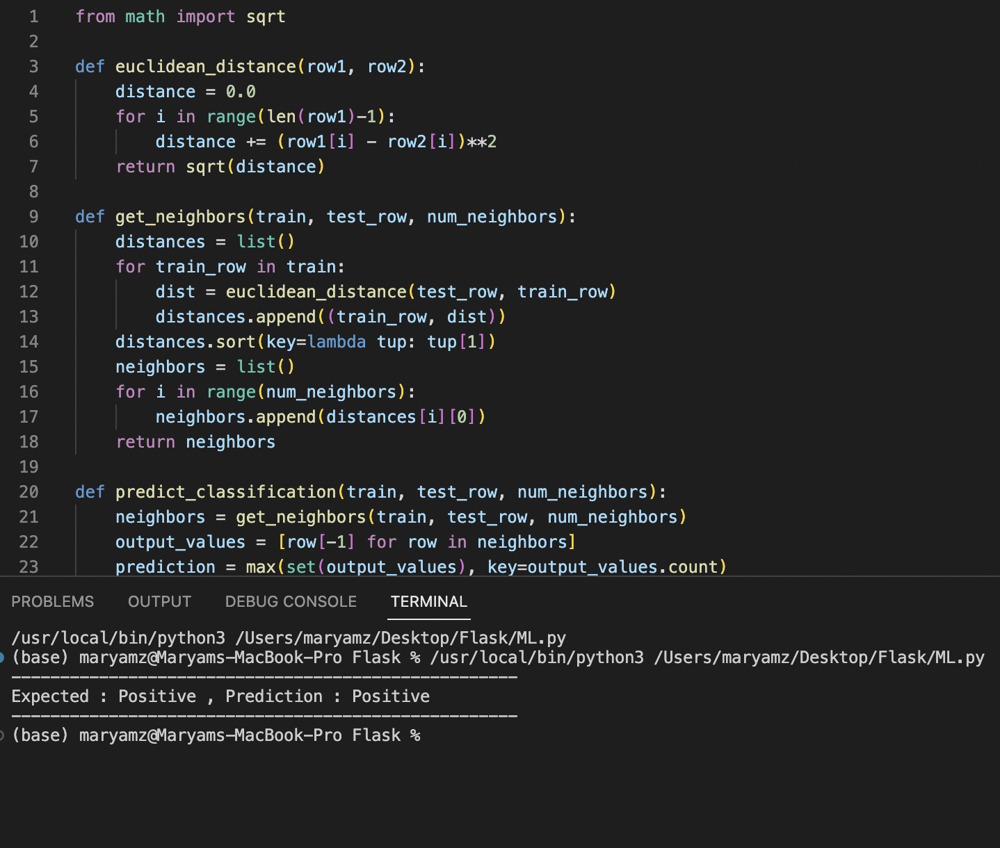 1 from math import sqrt
2
3 def euclidean_distance(row1, row2):
4     distance = 0.0
5     for i in range(len(row1)-1):
6         distance += (row1[i] - row2[i])**2
7     return sqrt(distance)
8
9 def get_neighbors(train, test_row, num_neighbors):
10     distances = list()
11     for train_row in train:
12         dist = euclidean_distance(test_row, train_row)
13         distances.append((train_row, dist))
14     distances.sort(key=lambda tup: tup[1])
15     neighbors = list()
16     for i in range(num_neighbors):
17         neighbors.append(distances[i][0])
18     return neighbors
19
20 def predict_classification(train, test_row, num_neighbors):
21     neighbors = get_neighbors(train, test_row, num_neighbors)
22     output_values = [row[-1] for row in neighbors]
23     prediction = max(set(output_values), key=output_values.count)
PROBLEMS OUTPUT DEBUG CONSOLE TERMINAL
/usr/local/bin/python3 /Users/maryamz/Desktop/Flask/ML.py
(base) maryamz@Maryams-MacBook-Pro Flask % /usr/local/bin/python3 /Users/maryamz/Desktop/Flask/ML.py
----------------------------------------------------
Expected : Positive , Prediction : Positive
----------------------------------------------------
(base) maryamz@Maryams-MacBook-Pro Flask %